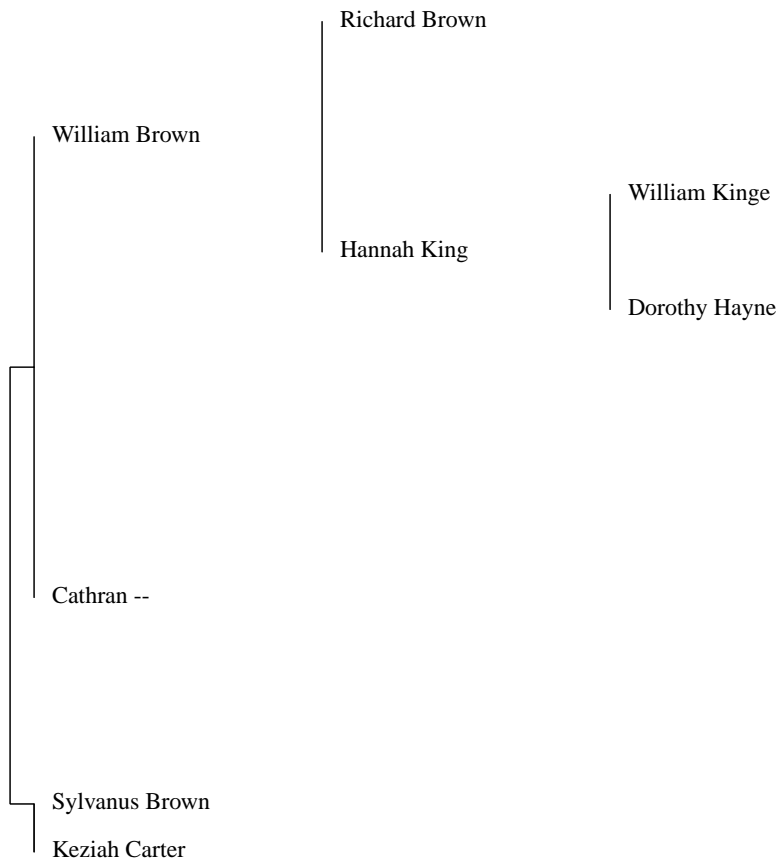 Richard Brown
William Brown
William Kinge
Hannah King
Dorothy Hayne
Cathran --
Sylvanus Brown
Keziah Carter